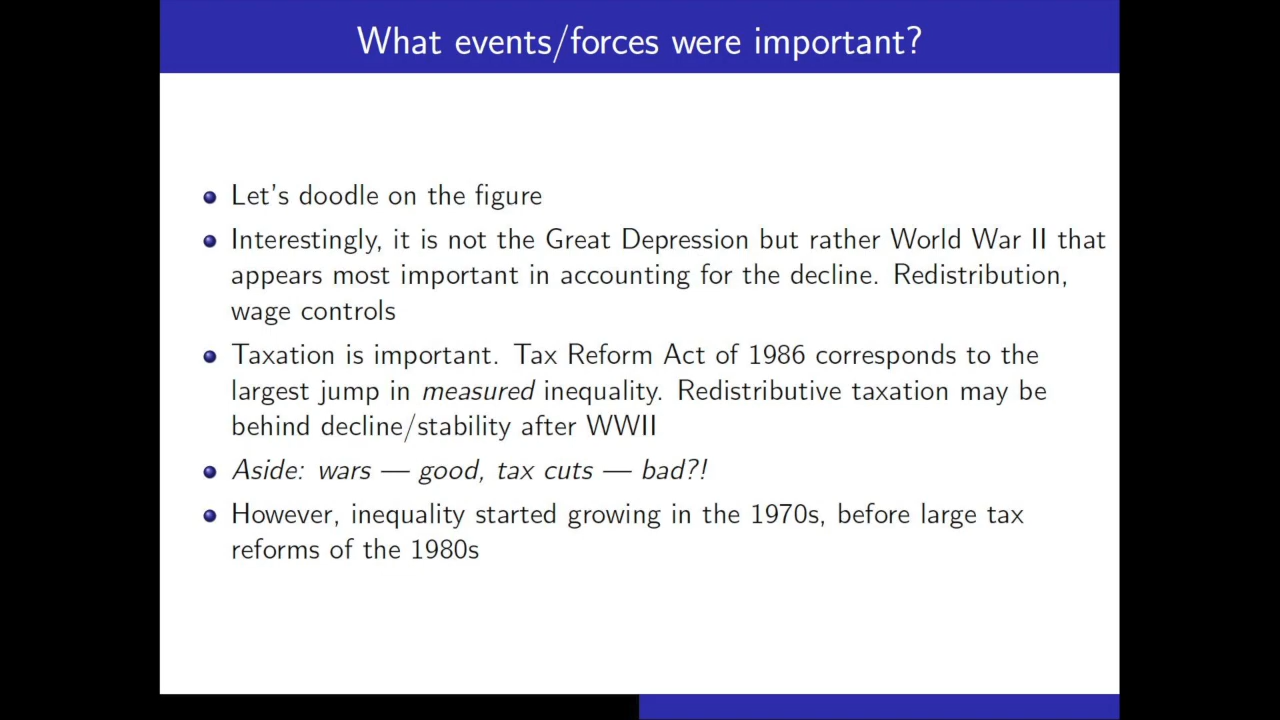 What events/forces were important?
Let's doodle on the figure
Interestingly, it is not the Great Depression but rather World War II that
appears most important in accounting for the decline. Redistribution,
wage controls
Taxation is important. Tax Reform Act of 1986 corresponds to the
largest jump in measured inequality. Redistributive taxation may be
behind decline/stability after WWII
Aside: wars — good, tax cuts — bad?!
However, inequality started growing in the 1970s, before large tax
reforms of the 1980s